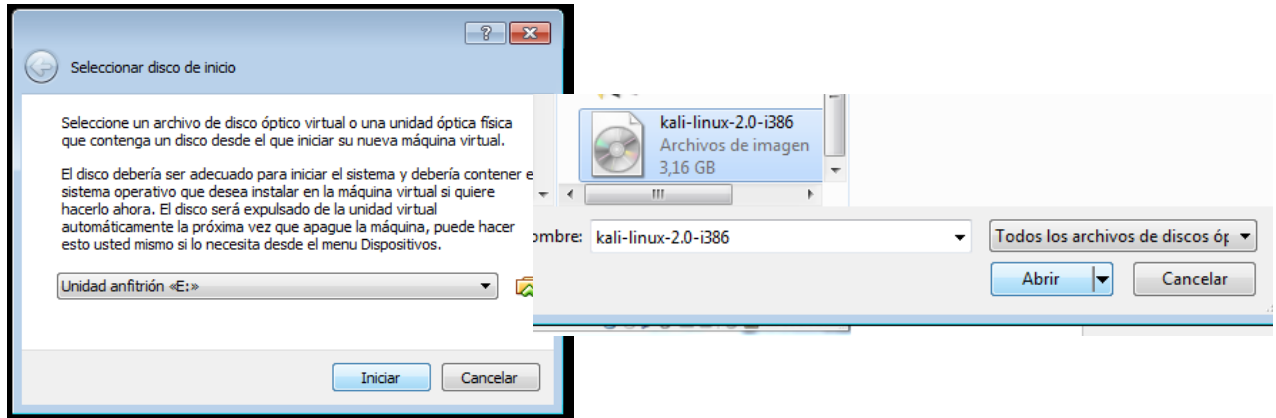 Seleccionar disco de inicio
Seleccione un archivo de disco óptico virtual o una unidad óptica física
que contenga un disco desde el que iniciar su nueva máquina virtual.
El disco debería ser adecuado para iniciar el sistema y debería contener e
sistema operativo que desea instalar en la máquina virtual si quiere
hacerlo ahora. El disco será expulsado de la unidad virtual
automáticamente la próxima vez que apague la máquina, puede hacer
esto usted mismo si lo necesita desde el menu Dispositivos.
Unidad anfitrión «E:»
Iniciar
Cancelar
kali-linux-2.0-i386
Archivos de imagen
3,16 GB
ombre:
kali-linux-2.0-i386
Todos los archivos de discos óp
Abrir
Cancelar